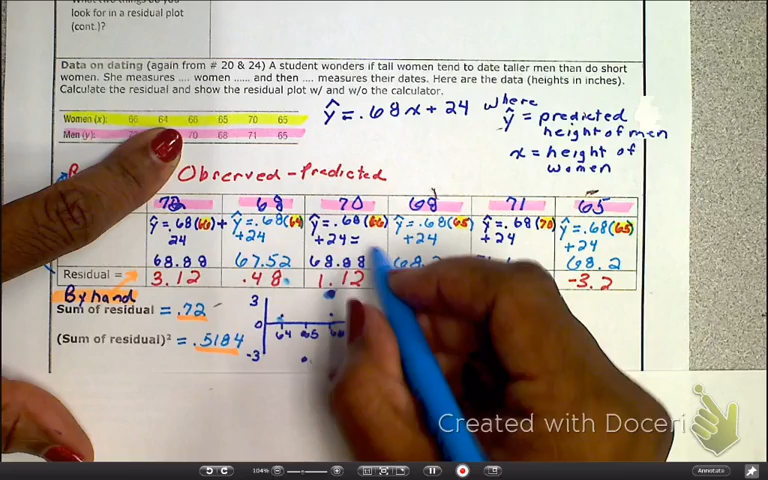 look for in a residual plot
(cont.)?
Data on dating (again from # 20 & 24) A student wonders if tall women tend to date taller men than do short
women. She measures .... women ...... and then .... measures their dates. Here are the data (heights in inches).
Calculate the residual and show the residual plot w/ and w/o the calculator.
Women (x): 66 64 66 65 70 65
Men (y): 70 68 71 65
ŷ = .68x + 24 where
ŷ = predicted
height of men
x = height of
women
Observed - Predicted
72 68 70 68 71 65
ŷ=.68(66)+ ŷ=.68(64) ŷ=.68(66) ŷ=.68(65) ŷ=.68(70) ŷ=.68(65)
24 +24 +24= +24 +24 +24
68.88 67.52 68.88 68.2
Residual = 3.12 .48 1.12 -3.2
By hand
Sum of residual = .72
(Sum of residual)² = .5184
3
0
64 65 66
-3
Created with Doceri
104%
Annotate